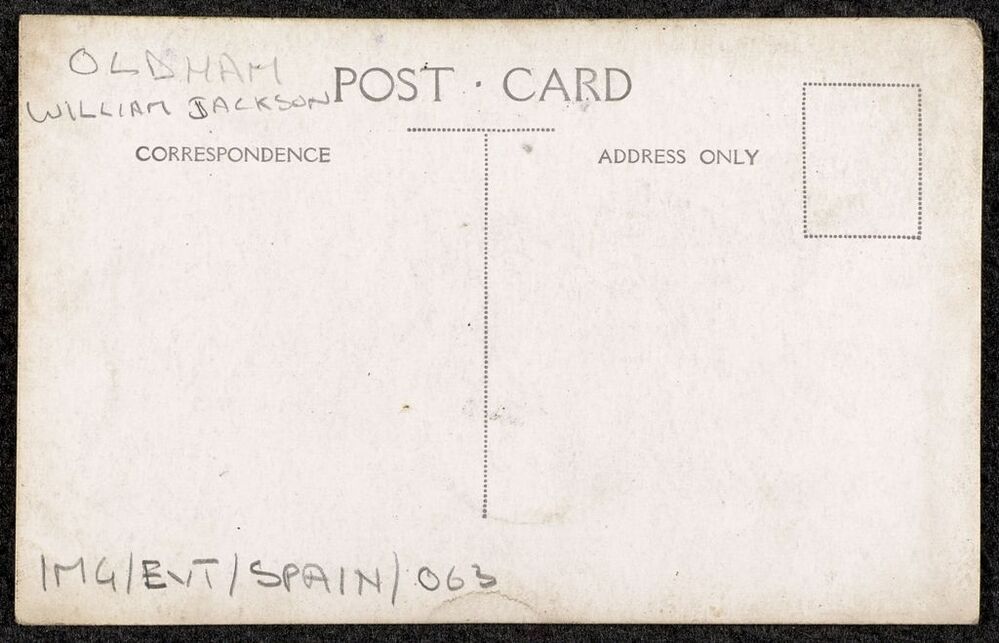 OLDHAM
WILLIAM JACKSON
POST · CARD
CORRESPONDENCE
ADDRESS ONLY
IMG/EVT/SPAIN/063